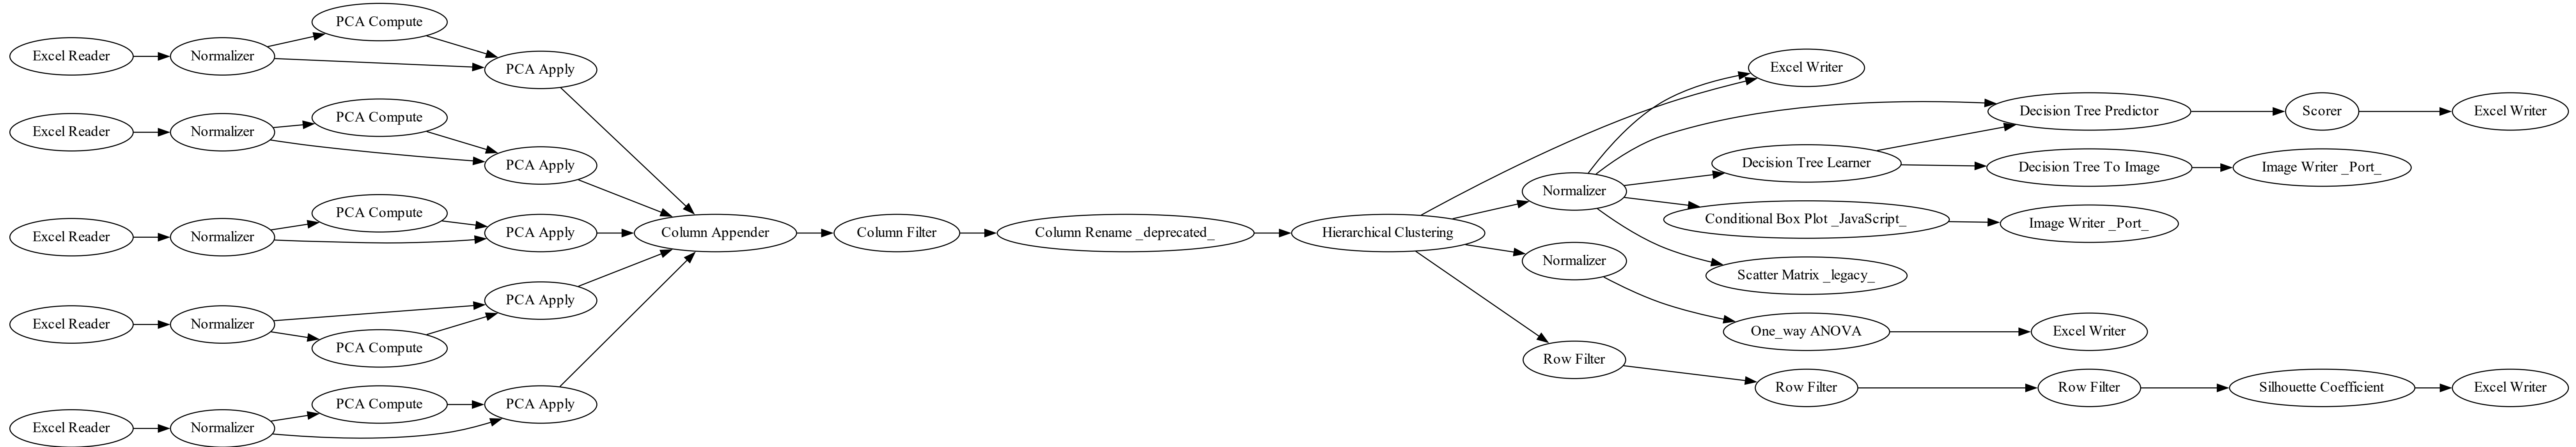 PCA Compute
Excel Reader
Normalizer
PCA Apply
PCA Compute
Excel Reader
Normalizer
PCA Apply
PCA Compute
Excel Reader
Normalizer
PCA Apply
Excel Reader
Normalizer
PCA Apply
PCA Compute
Excel Reader
Normalizer
PCA Compute
PCA Apply
Column Appender
Column Filter
Column Rename _deprecated_
Hierarchical Clustering
Excel Writer
Normalizer
Decision Tree Predictor
Scorer
Excel Writer
Decision Tree Learner
Decision Tree To Image
Image Writer _Port_
Conditional Box Plot _JavaScript_
Image Writer _Port_
Scatter Matrix _legacy_
Normalizer
One_way ANOVA
Excel Writer
Row Filter
Row Filter
Row Filter
Silhouette Coefficient
Excel Writer